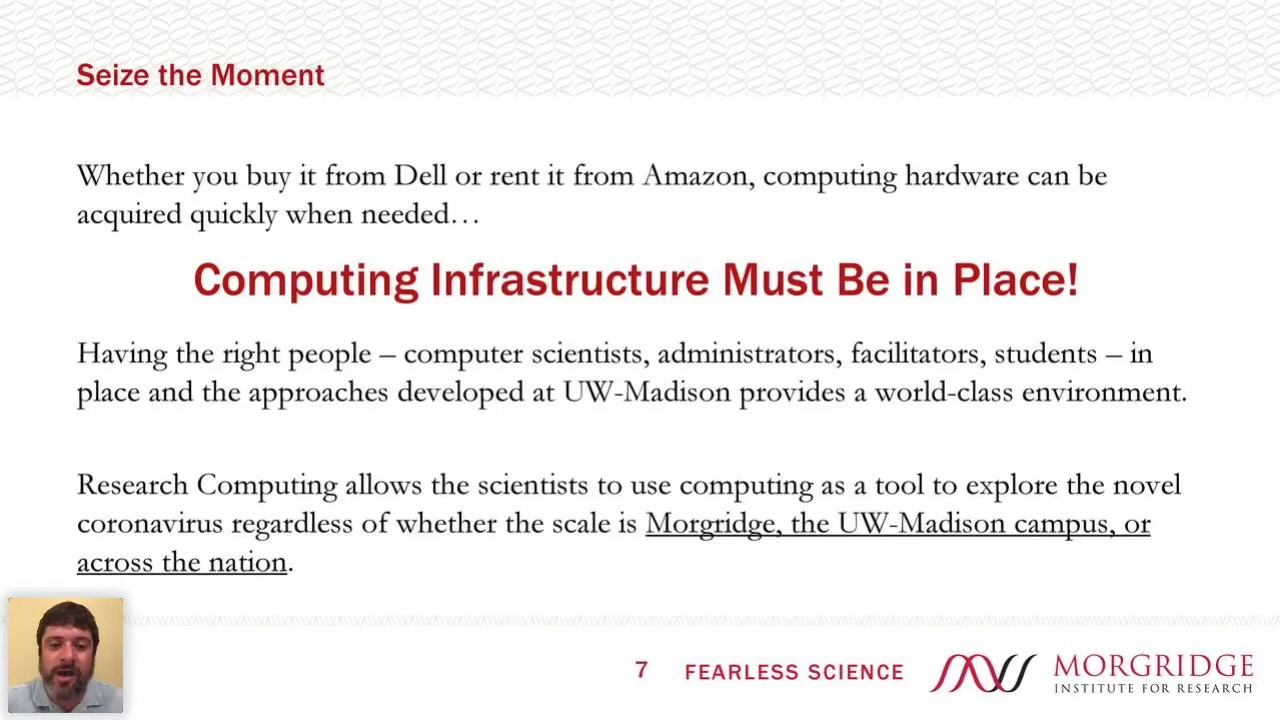 Seize the Moment
Whether you buy it from Dell or rent it from Amazon, computing hardware can be
acquired quickly when needed…
Computing Infrastructure Must Be in Place!
Having the right people – computer scientists, administrators, facilitators, students – in
place and the approaches developed at UW-Madison provides a world-class environment.
Research Computing allows the scientists to use computing as a tool to explore the novel
coronavirus regardless of whether the scale is Morgridge, the UW-Madison campus, or
across the nation.
7 FEARLESS SCIENCE
MORGRIDGE
INSTITUTE FOR RESEARCH